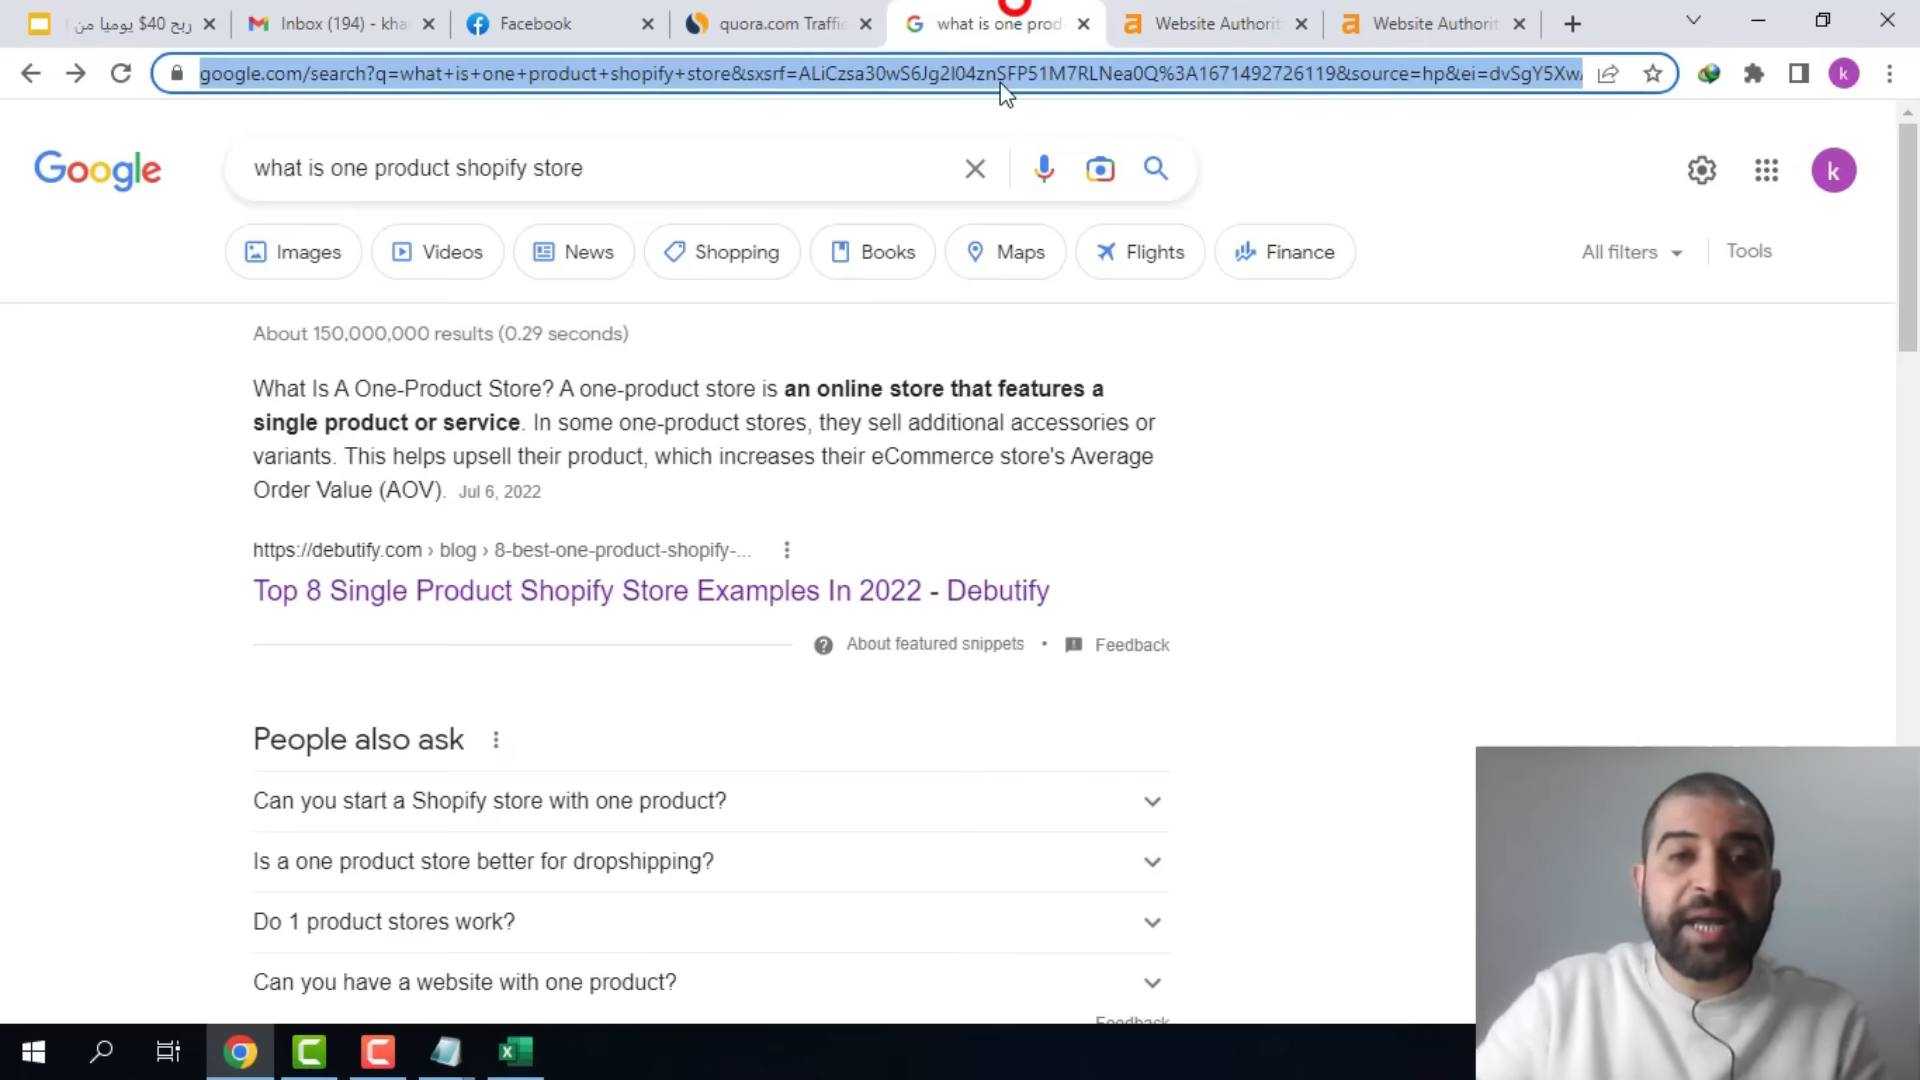 ربح 40$ يوميا من
Inbox (194) - kha
Facebook
quora.com Traffic
what is one prod
Website Authorit
Website Authorit
google.com/search?q=what+is+one+product+shopify+store&sxsrf=ALiCzsa30wS6Jg2I04znSFP51M7RLNea0Q%3A1671492726119&source=hp&ei=dvSgY5Xw
k
Google
what is one product shopify store
k
Images
Videos
News
Shopping
Books
Maps
Flights
Finance
All filters
Tools
About 150,000,000 results (0.29 seconds)
What Is A One-Product Store? A one-product store is an online store that features a
single product or service. In some one-product stores, they sell additional accessories or
variants. This helps upsell their product, which increases their eCommerce store's Average
Order Value (AOV). Jul 6, 2022
https://debutify.com › blog › 8-best-one-product-shopify-...
Top 8 Single Product Shopify Store Examples In 2022 - Debutify
About featured snippets • Feedback
People also ask
Can you start a Shopify store with one product?
Is a one product store better for dropshipping?
Do 1 product stores work?
Can you have a website with one product?
Feedback